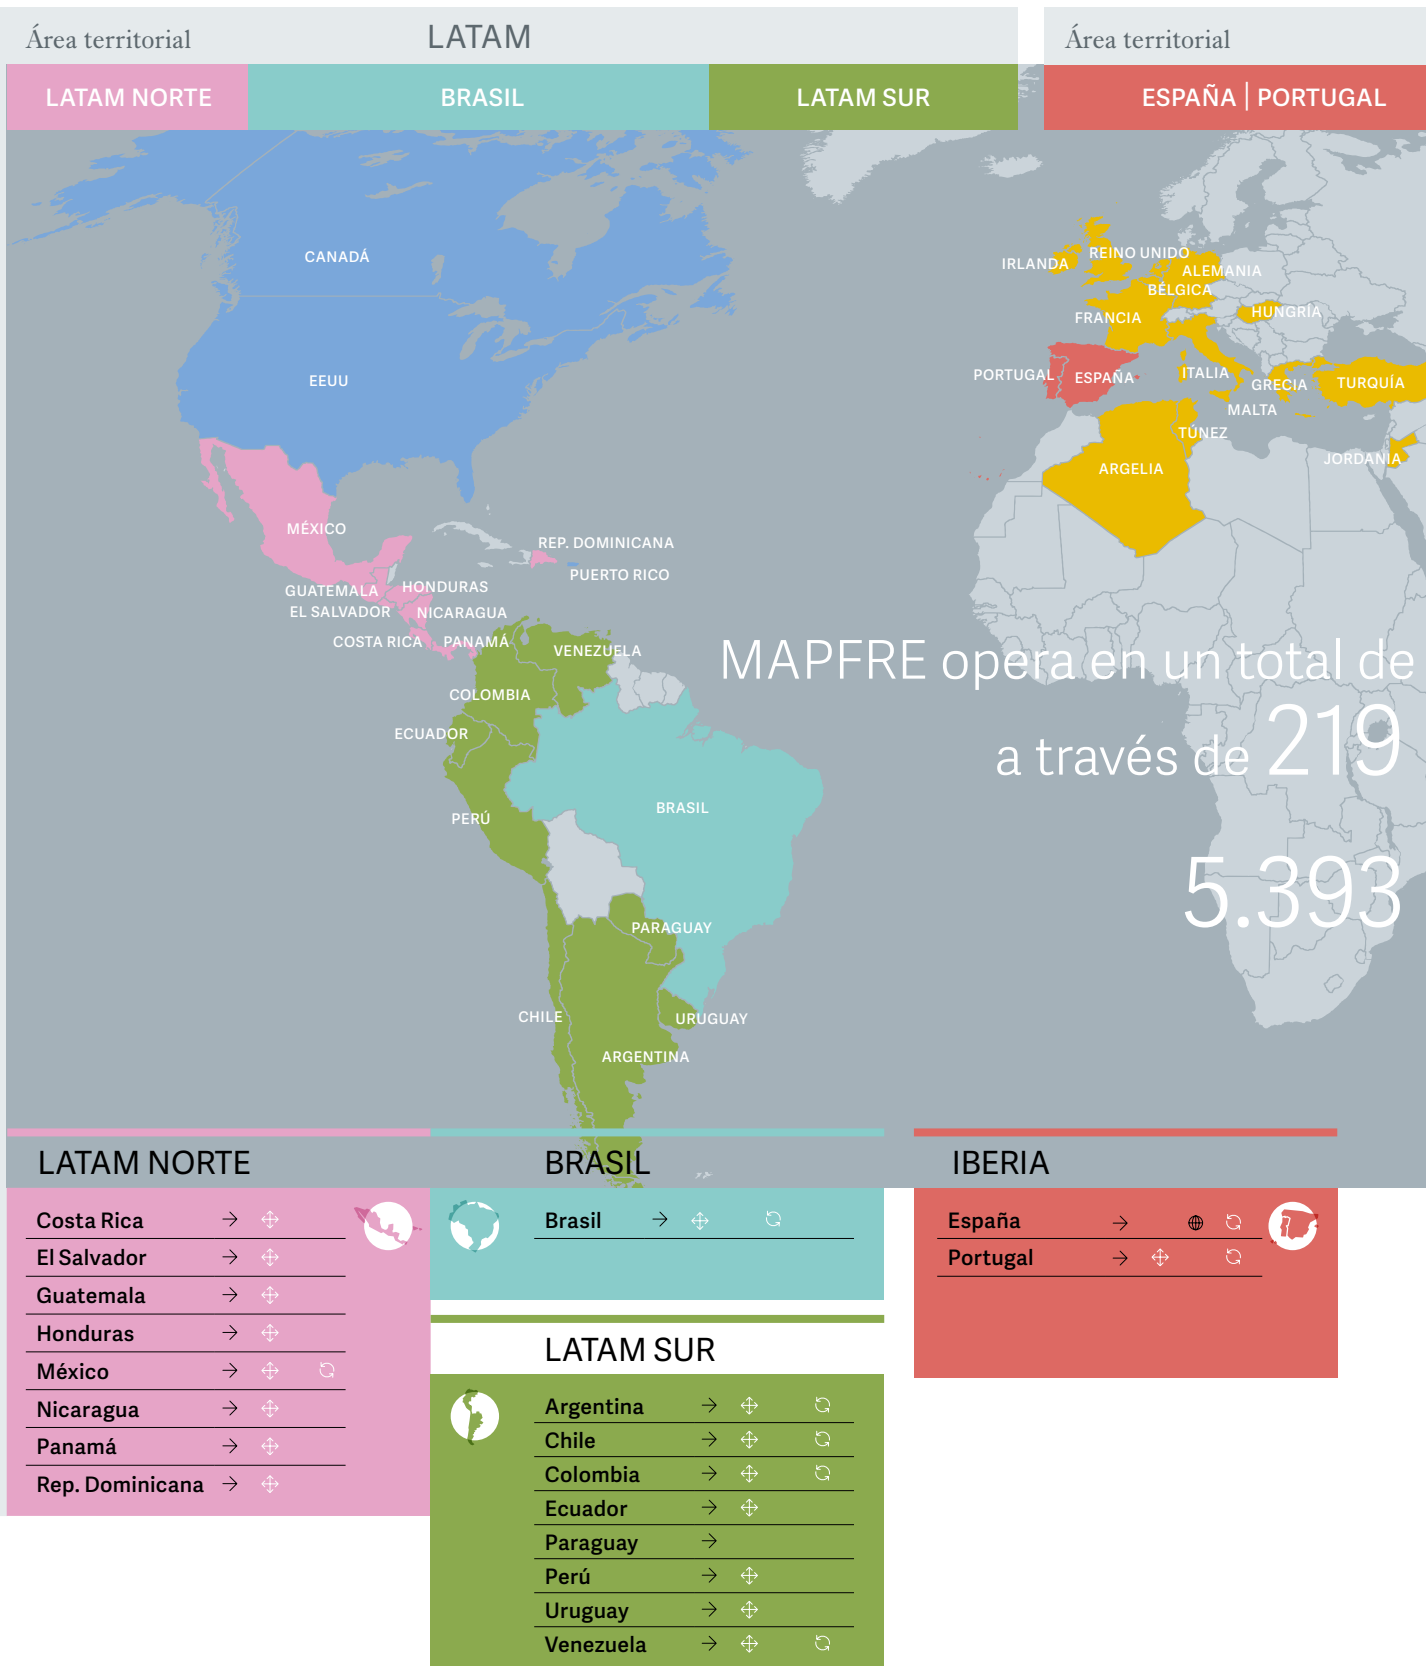 Área territorial
LATAM
Área territorial
LATAM NORTE
BRASIL
LATAM SUR
ESPAÑA | PORTUGAL
CANADÁ
EEUU
MÉXICO
REP. DOMINICANA
PUERTO RICO
GUATEMALA
HONDURAS
EL SALVADOR
NICARAGUA
COSTA RICA
PANAMÁ
VENEZUELA
COLOMBIA
ECUADOR
PERÚ
BRASIL
PARAGUAY
CHILE
URUGUAY
ARGENTINA
IRLANDA
REINO UNIDO
ALEMANIA
BÉLGICA
FRANCIA
HUNGRÍA
PORTUGAL
ESPAÑA
ITALIA
GRECIA
TURQUÍA
MALTA
TÚNEZ
JORDANIA
ARGELIA
MAPFRE opera en un total de
a través de 219
5.393
LATAM NORTE
Costa Rica
El Salvador
Guatemala
Honduras
México
Nicaragua
Panamá
Rep. Dominicana
BRASIL
Brasil
LATAM SUR
Argentina
Chile
Colombia
Ecuador
Paraguay
Perú
Uruguay
Venezuela
IBERIA
España
Portugal